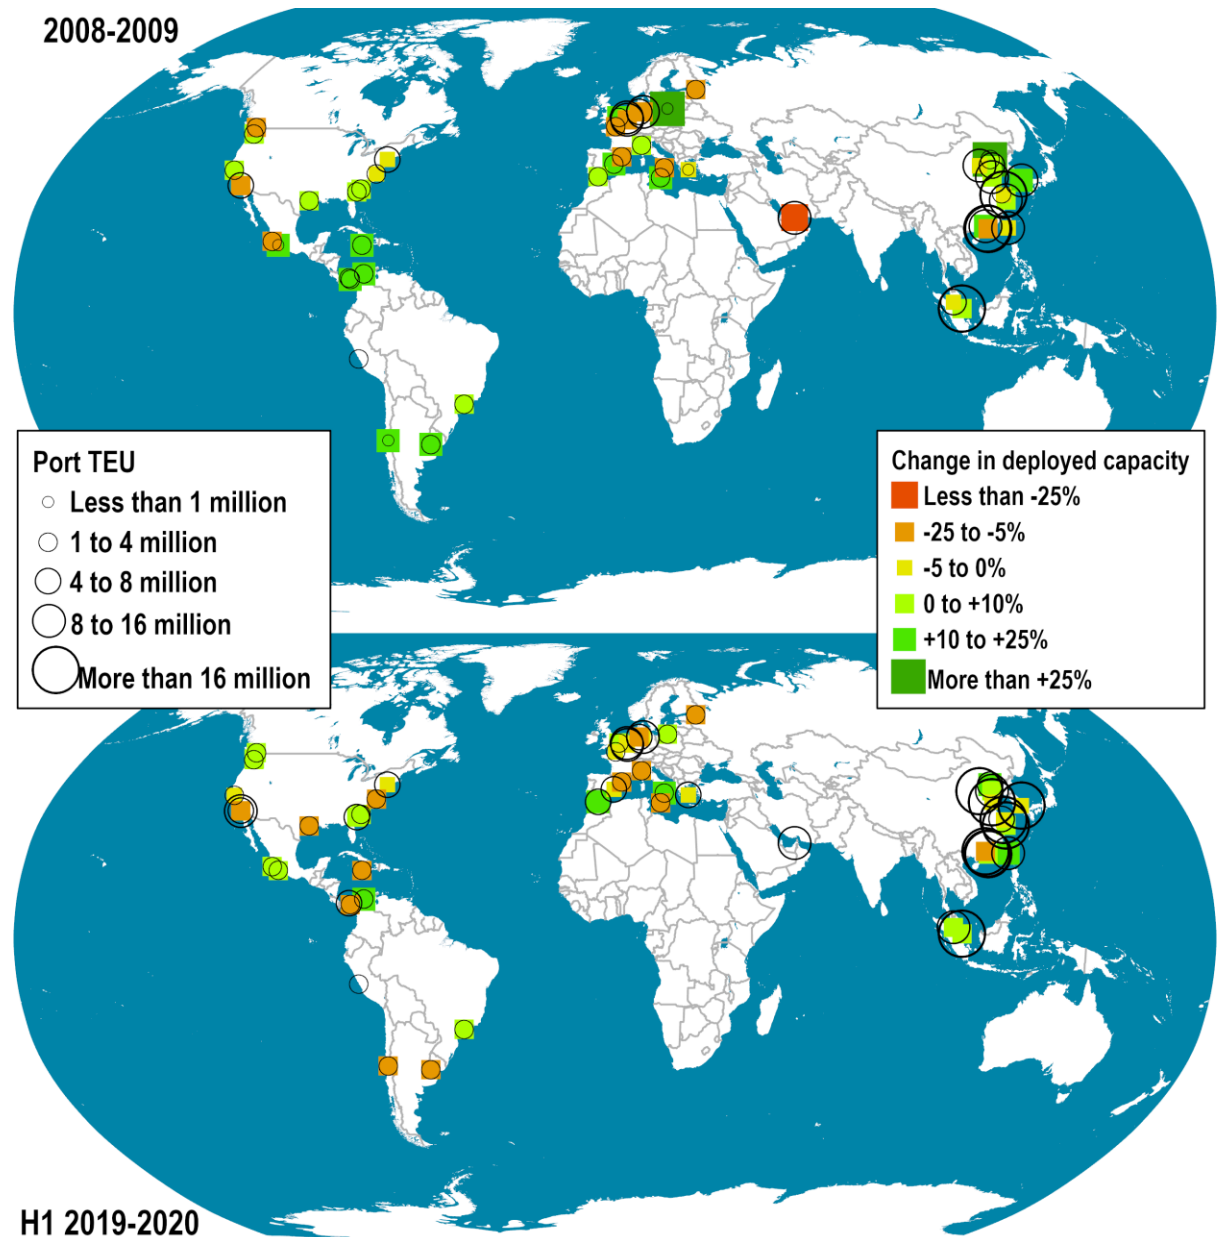 2008-2009
Port TEU
Less than 1 million
1 to 4 million
4 to 8 million
8 to 16 million
More than 16 million
Change in deployed capacity
Less than -25%
-25 to -5%
-5 to 0%
0 to +10%
+10 to +25%
More than +25%
H1 2019-2020